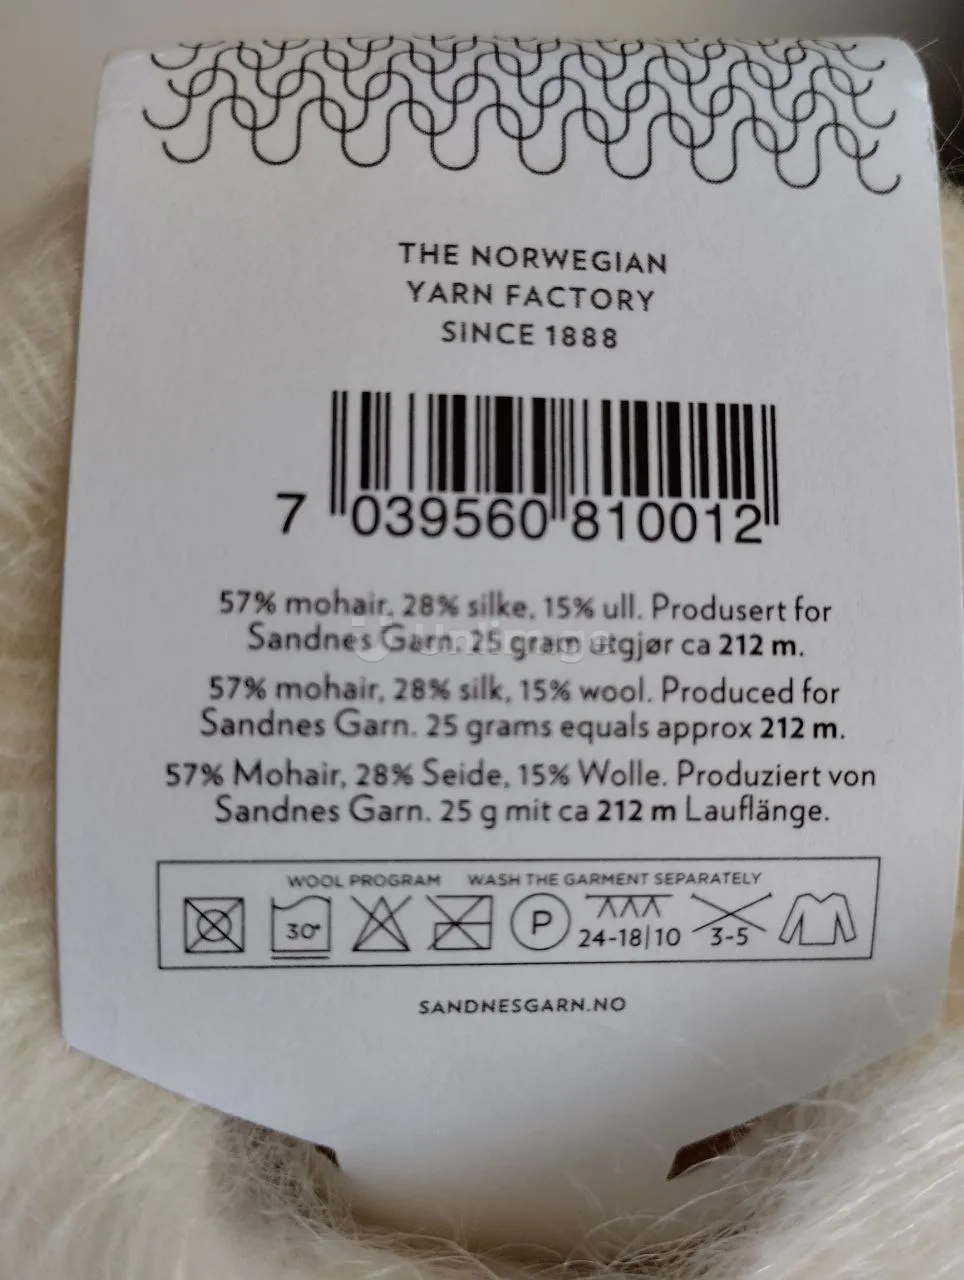 THE NORWEGIAN
YARN FACTORY
SINCE 1888
7 039560 810012
57% mohair, 28% silke, 15% ull. Produsert for
Sandnes Garn. 25 gram utgjør ca 212 m.
57% mohair, 28% silk, 15% wool. Produced for
Sandnes Garn. 25 grams equals approx 212 m.
57% Mohair, 28% Seide, 15% Wolle. Produziert von
Sandnes Garn. 25 g mit ca 212 m Lauflänge.
WOOL PROGRAM WASH THE GARMENT SEPARATELY
30° P 24-18|10 3-5
SANDNESGARN.NO